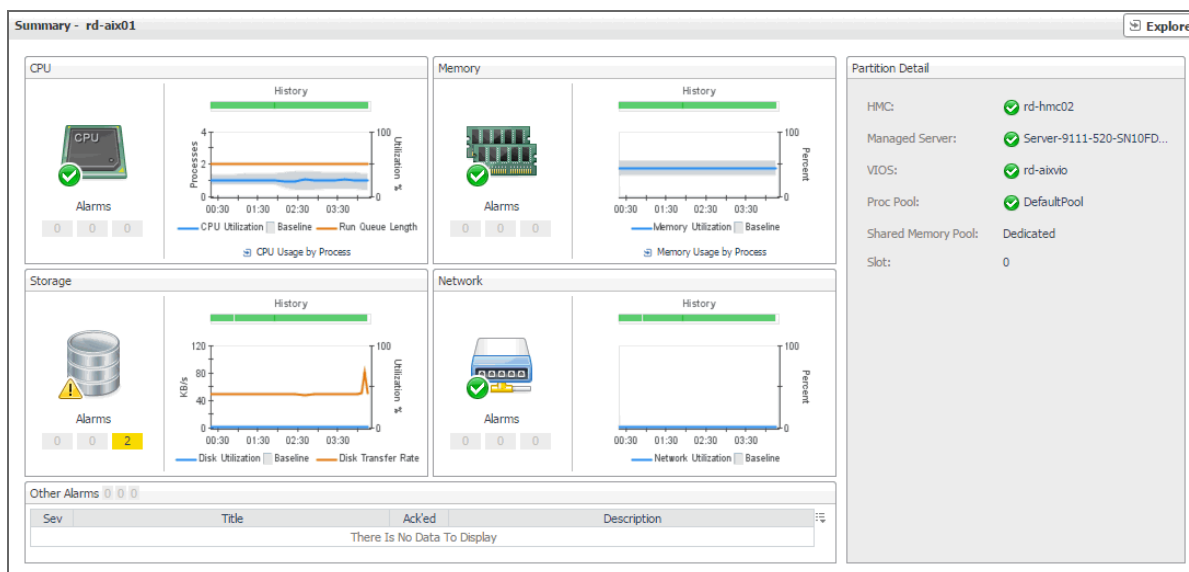 Summary - rd-aix01
Explore
CPU
History
CPU
4
2
0
Processes
100
0
Utilization %
00:30 01:30 02:30 03:30
Alarms
0 0 0
CPU Utilization Baseline Run Queue Length
CPU Usage by Process
Memory
History
100
0
Percent
00:30 01:30 02:30 03:30
Alarms
0 0 0
Memory Utilization Baseline
Memory Usage by Process
Storage
History
120
80
40
0
KB/s
100
0
Utilization %
00:30 01:30 02:30 03:30
Alarms
0 0 2
Disk Utilization Baseline Disk Transfer Rate
Network
History
100
0
Percent
00:30 01:30 02:30 03:30
Alarms
0 0 0
Network Utilization Baseline
Other Alarms 0 0 0
Sev Title Ack'ed Description
There Is No Data To Display
Partition Detail
HMC: rd-hmc02
Managed Server: Server-9111-520-SN10FD...
VIOS: rd-aixvio
Proc Pool: DefaultPool
Shared Memory Pool: Dedicated
Slot: 0